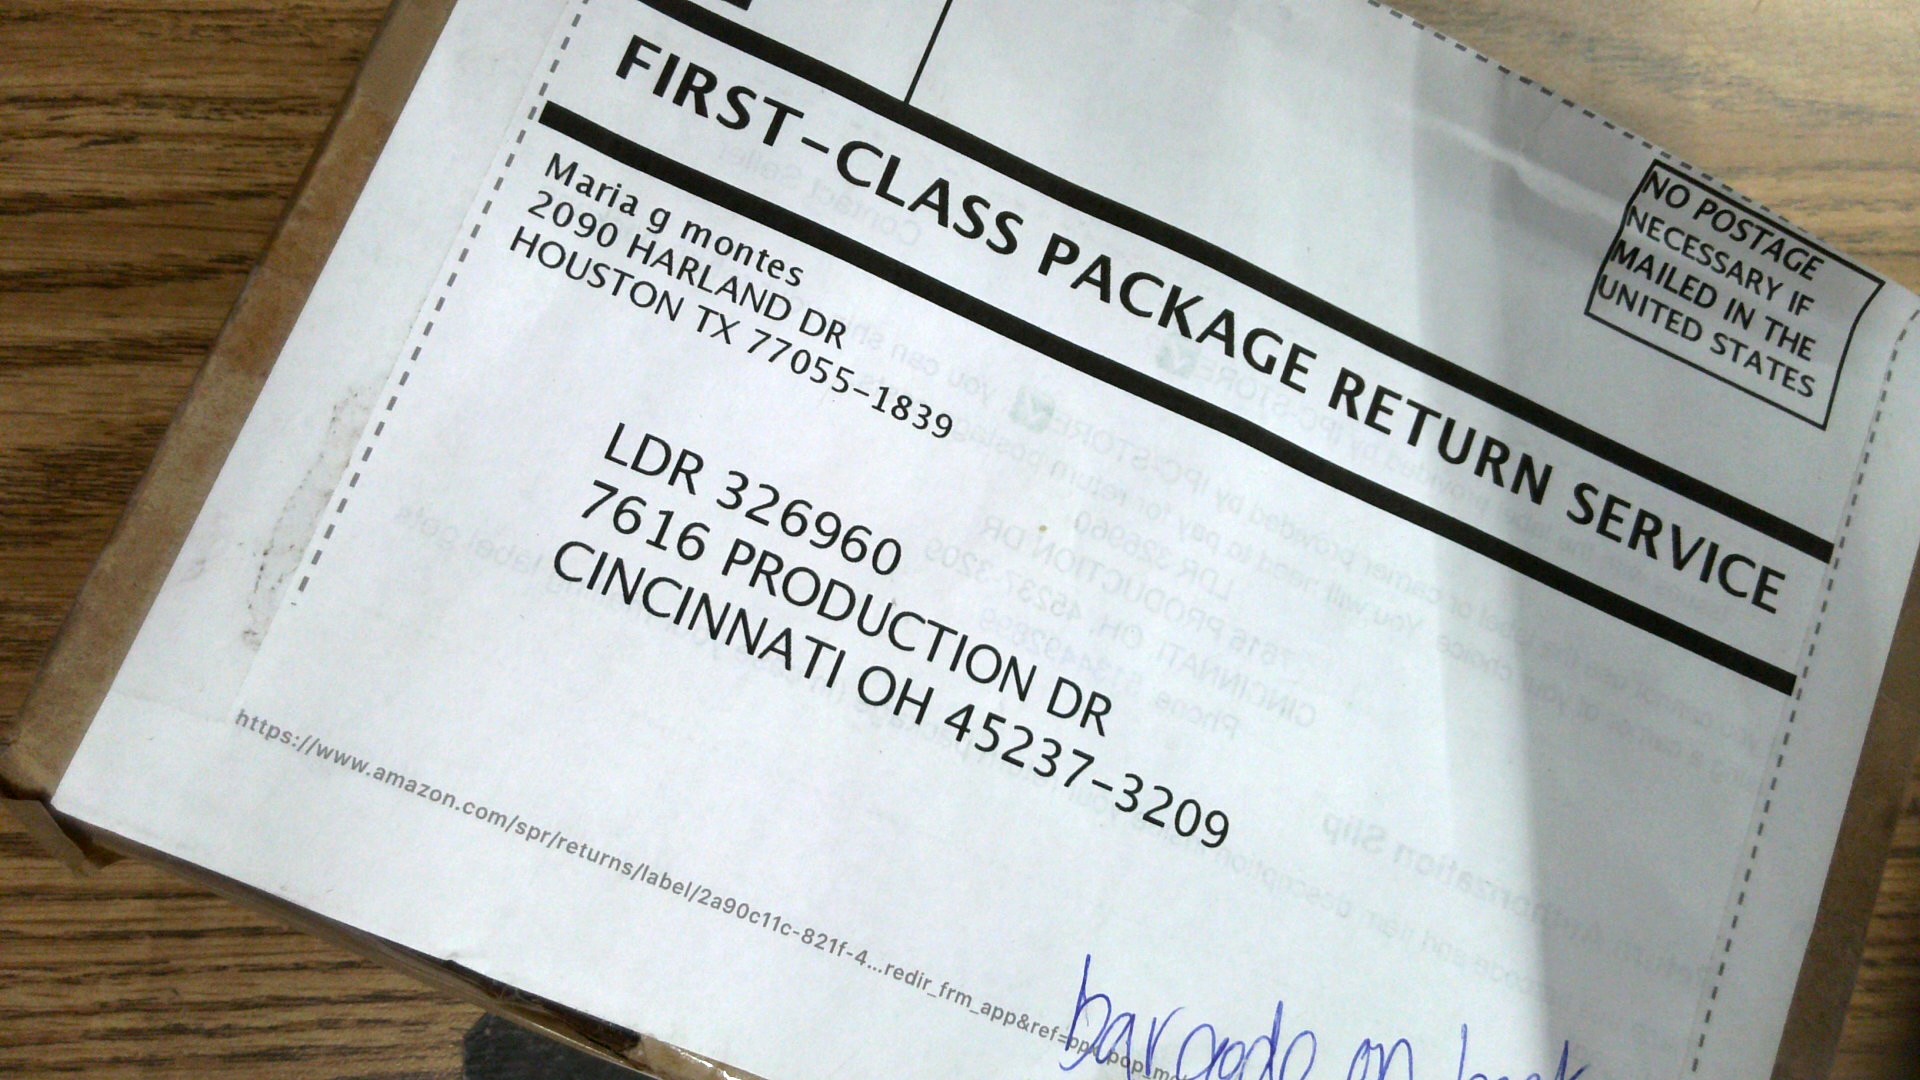 FIRST-CLASS PACKAGE RETURN SERVICE
NO POSTAGE
NECESSARY IF
MAILED IN THE
UNITED STATES
Maria g montes
2090 HARLAND DR
HOUSTON TX 77055-1839
LDR 326960
7616 PRODUCTION DR
CINCINNATI OH 45237-3209
https://www.amazon.com/spr/returns/label/2a90c11c-821f-4...redir_frm_app&ref=
barcode on back